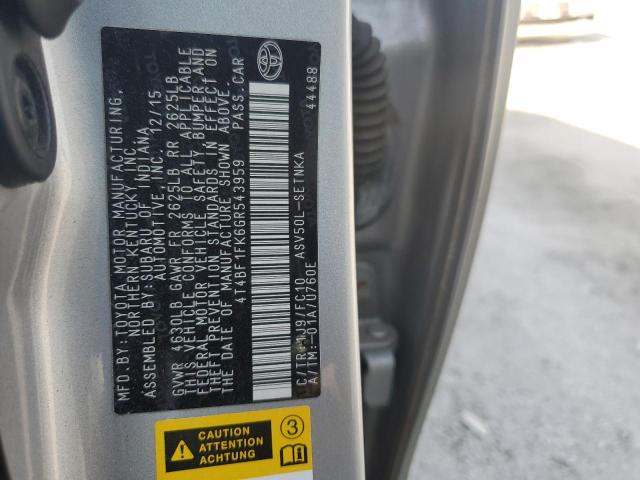 MFD.BY:TOYOTA MOTOR MANUFACTURING,
NORTHERN KENTUCKY, INC.
ASSEMBLED BY:SUBARU OF INDIANA
AUTOMOTIVE, INC. 12/15
GVWR 4630LB GAWR FR 2625LB RR 2625LB
THIS VEHICLE CONFORMS TO ALL APPLICABLE
FEDERAL MOTOR VEHICLE SAFETY, BUMPER, AND
THEFT PREVENTION STANDARDS IN EFFECT ON
THE DATE OF MANUFACTURE SHOWN ABOVE.
4T4BF1FK6GR543959 PASS.CAR
C/TR:1J9/FC10 ASV50L-SETNKA
A/TM:-01A/U760E 44488
CAUTION
ATTENTION
ACHTUNG
3